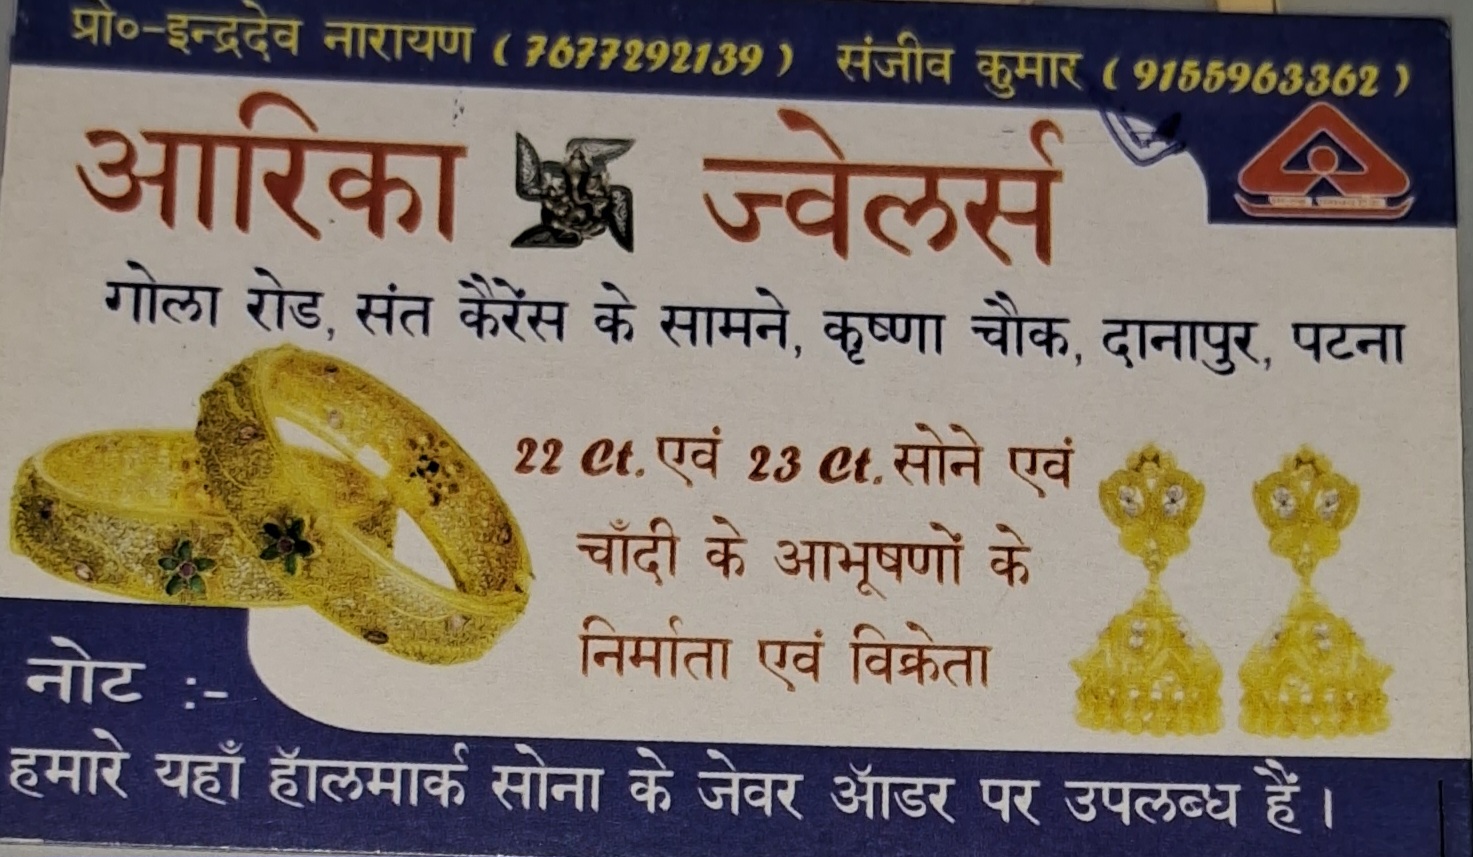 प्रो०-इन्द्रदेव नारायण ( 7677292139 ) संजीव कुमार ( 9155963362 )
आरिका ज्वेलर्स
गोला रोड, संत कैरेंस के सामने, कृष्णा चौक, दानापुर, पटना
22 Ct. एवं 23 Ct. सोने एवं
चाँदी के आभूषणों के
निर्माता एवं विक्रेता
नोट :-
हमारे यहाँ हॅालमार्क सोना के जेवर ऑडर पर उपलब्ध हैं।